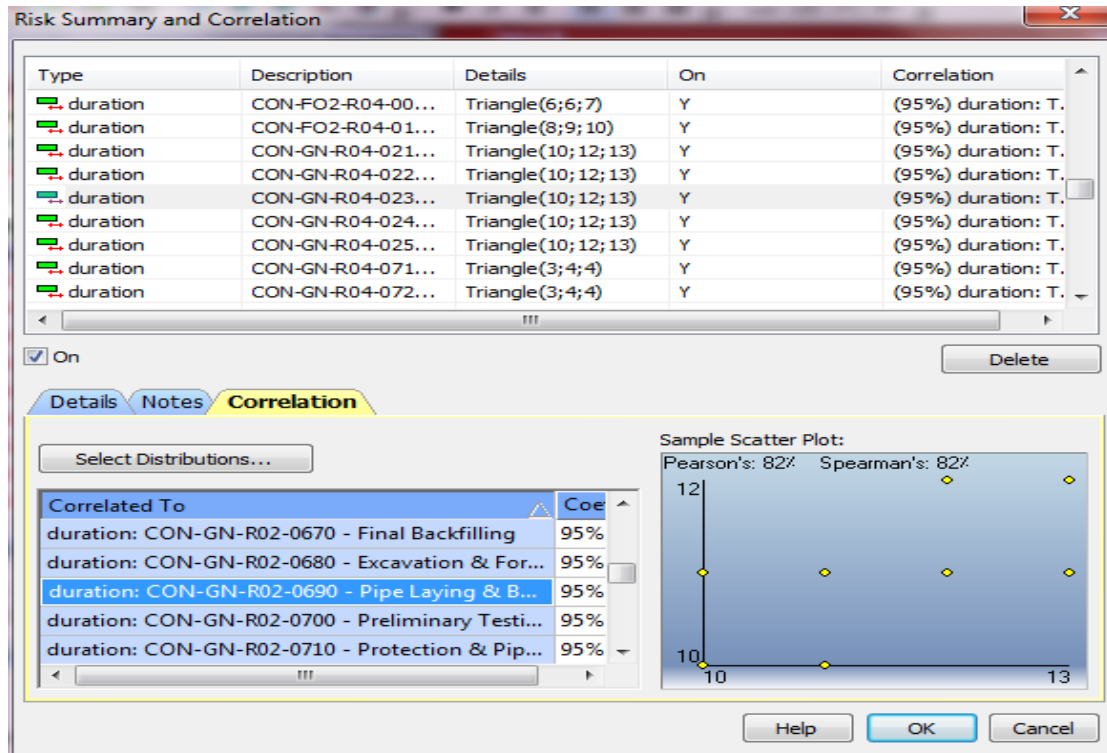 Risk Summary and Correlation
Type Description Details On Correlation
duration CON-FO2-R04-00... Triangle(6;6;7) Y (95%) duration: T.
duration CON-FO2-R04-01... Triangle(8;9;10) Y (95%) duration: T.
duration CON-GN-R04-021... Triangle(10;12;13) Y (95%) duration: T.
duration CON-GN-R04-022... Triangle(10;12;13) Y (95%) duration: T.
duration CON-GN-R04-023... Triangle(10;12;13) Y (95%) duration: T.
duration CON-GN-R04-024... Triangle(10;12;13) Y (95%) duration: T.
duration CON-GN-R04-025... Triangle(10;12;13) Y (95%) duration: T.
duration CON-GN-R04-071... Triangle(3;4;4) Y (95%) duration: T.
duration CON-GN-R04-072... Triangle(3;4;4) Y (95%) duration: T.
On
Delete
Details Notes Correlation
Select Distributions...
Correlated To Coef
duration: CON-GN-R02-0670 - Final Backfilling 95%
duration: CON-GN-R02-0680 - Excavation & For... 95%
duration: CON-GN-R02-0690 - Pipe Laying & B... 95%
duration: CON-GN-R02-0700 - Preliminary Testi... 95%
duration: CON-GN-R02-0710 - Protection & Pip... 95%
Sample Scatter Plot:
Pearson's: 82% Spearman's: 82%
12
10
10 13
Help OK Cancel